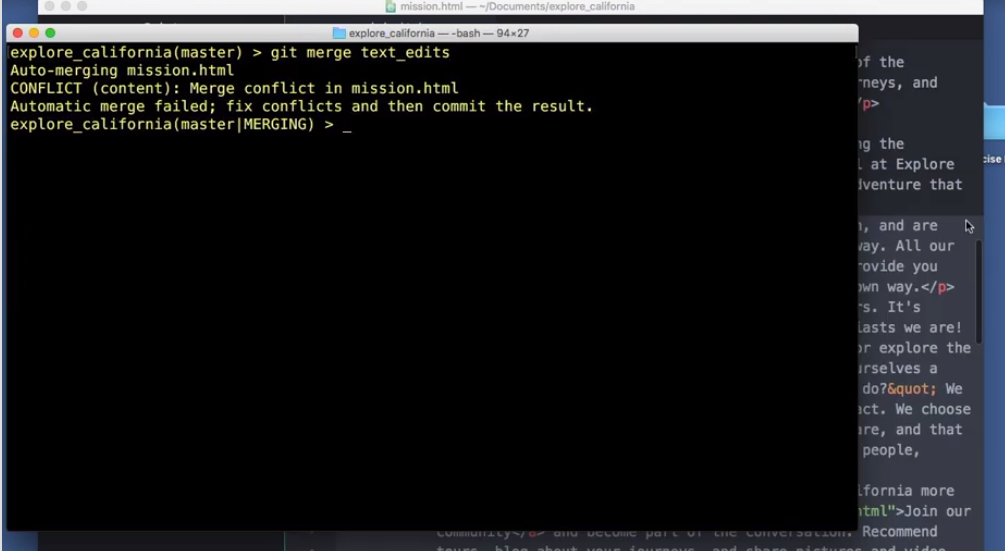 mission.html — ~/Documents/explore_california
explore_california — -bash — 94×27
explore_california(master) > git merge text_edits
Auto-merging mission.html
CONFLICT (content): Merge conflict in mission.html
Automatic merge failed; fix conflicts and then commit the result.
explore_california(master|MERGING) > _
of the
rneys, and
/p>
ng the
at Explore
dventure that
, and are
way. All our
rovide you
own way.</p>
rs. It's
lasts we are!
or explore the
urselves a
do?&quot; We
act. We choose
are, and that
people,
cise
ifornia more
html">Join our
community</a> and become part of the conversation. Recommend
tours, blog about your journeys, and share pictures and video